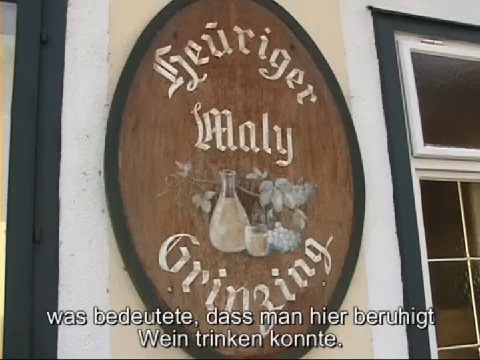 Heuriger
Maly
Grinzing
was bedeutete, dass man hier beruhigt
Wein trinken konnte.